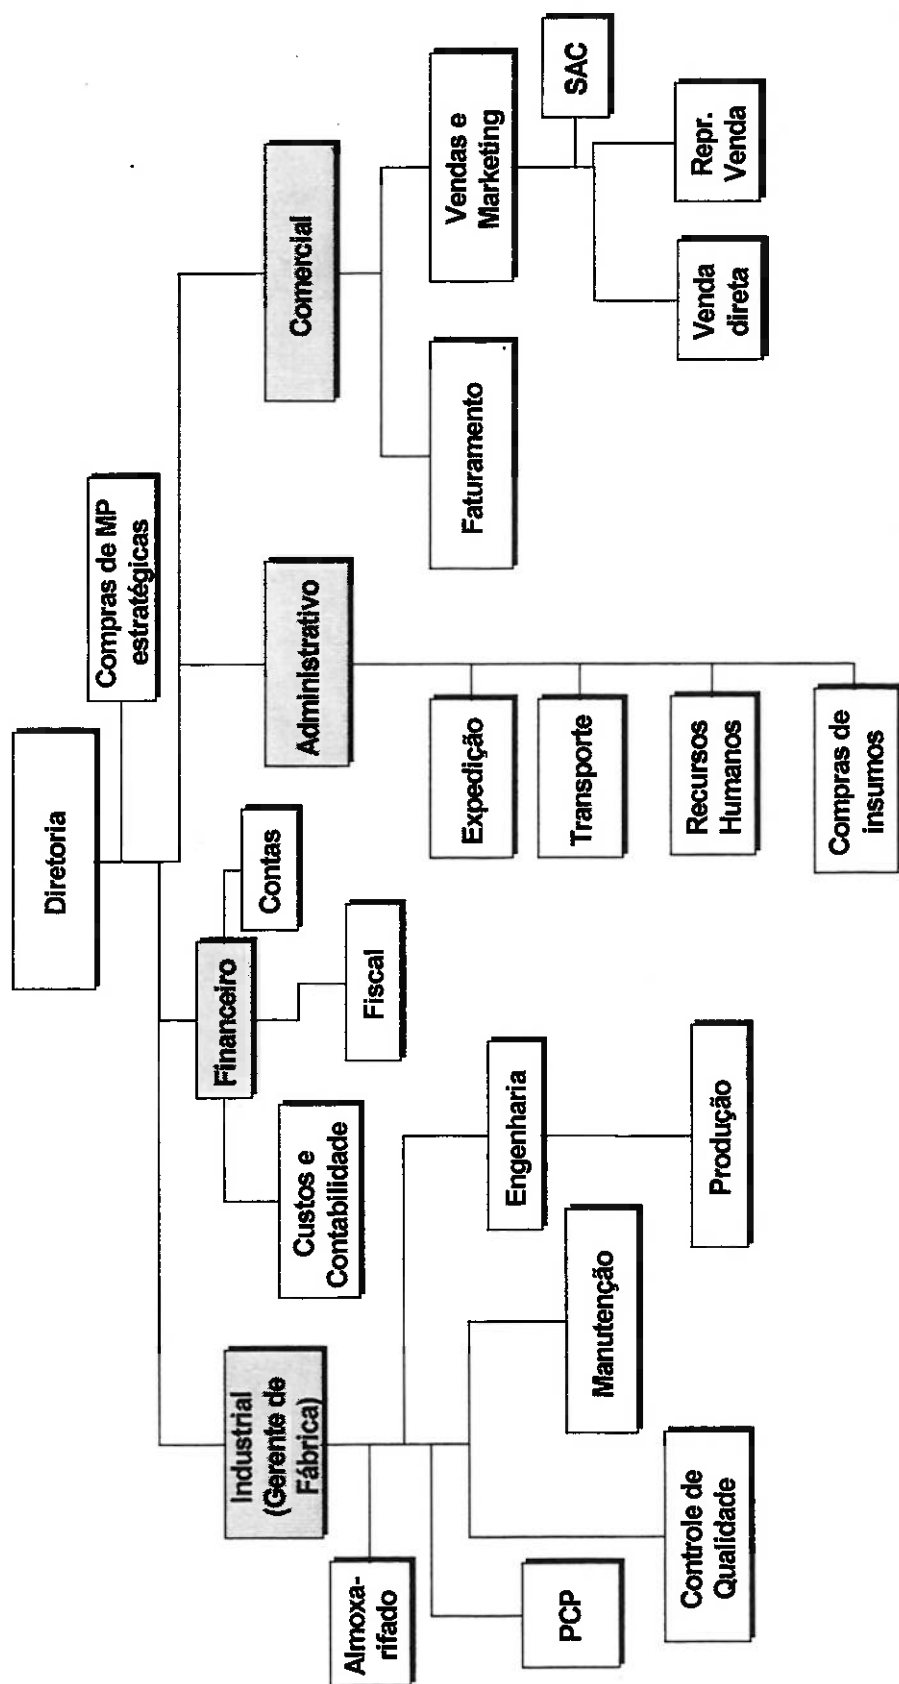 Diretoria
Compras de MP
estratégicas
Industrial
(Gerente de
Fábrica)
Financeiro
Administrativo
Comercial
Almoxa-
rifado
PCP
Controle de
Qualidade
Manutenção
Engenharia
Produção
Custos e
Contabilidade
Fiscal
Contas
Expedição
Transporte
Recursos
Humanos
Compras de
insumos
Faturamento
Vendas e
Marketing
SAC
Venda
direta
Repr.
Venda